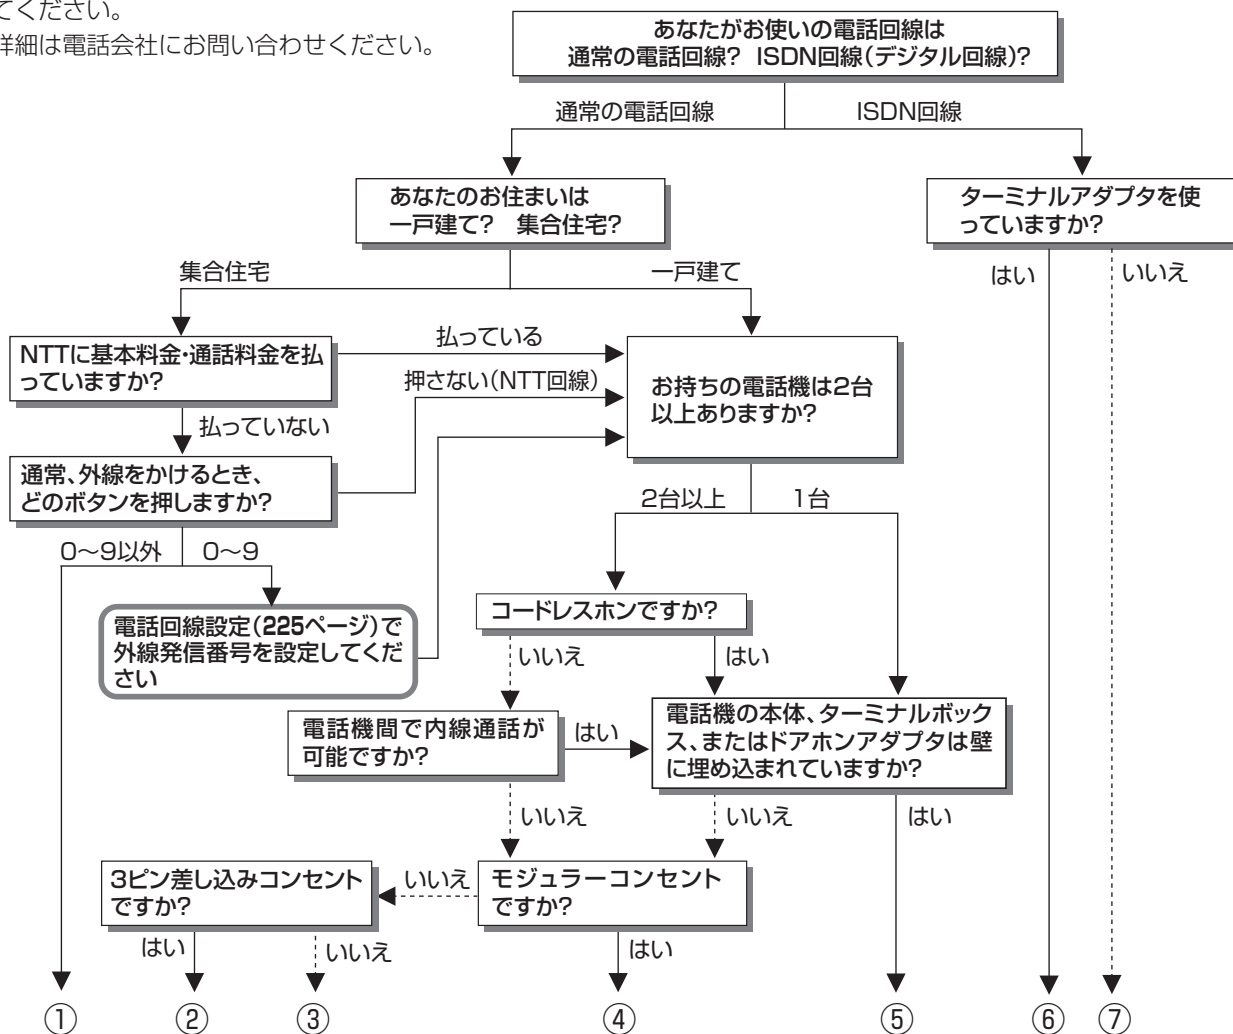 てください。
詳細は電話会社にお問い合わせください。
あなたがお使いの電話回線は
通常の電話回線? ISDN回線(デジタル回線)?
通常の電話回線
ISDN回線
あなたのお住まいは
一戸建て? 集合住宅?
ターミナルアダプタを使
っていますか?
集合住宅
一戸建て
はい
いいえ
NTTに基本料金・通話料金を払
っていますか?
払っている
押さない(NTT回線)
お持ちの電話機は2台
以上ありますか?
払っていない
通常、外線をかけるとき、
どのボタンを押しますか?
2台以上
1台
0〜9以外
0〜9
コードレスホンですか?
電話回線設定(225ページ)で
外線発信番号を設定してくだ
さい
いいえ
はい
電話機間で内線通話が
可能ですか?
はい
電話機の本体、ターミナルボック
ス、またはドアホンアダプタは壁
に埋め込まれていますか?
いいえ
いいえ
はい
3ピン差し込みコンセント
ですか?
いいえ
モジュラーコンセント
ですか?
はい
いいえ
はい
①
②
③
④
⑤
⑥
⑦